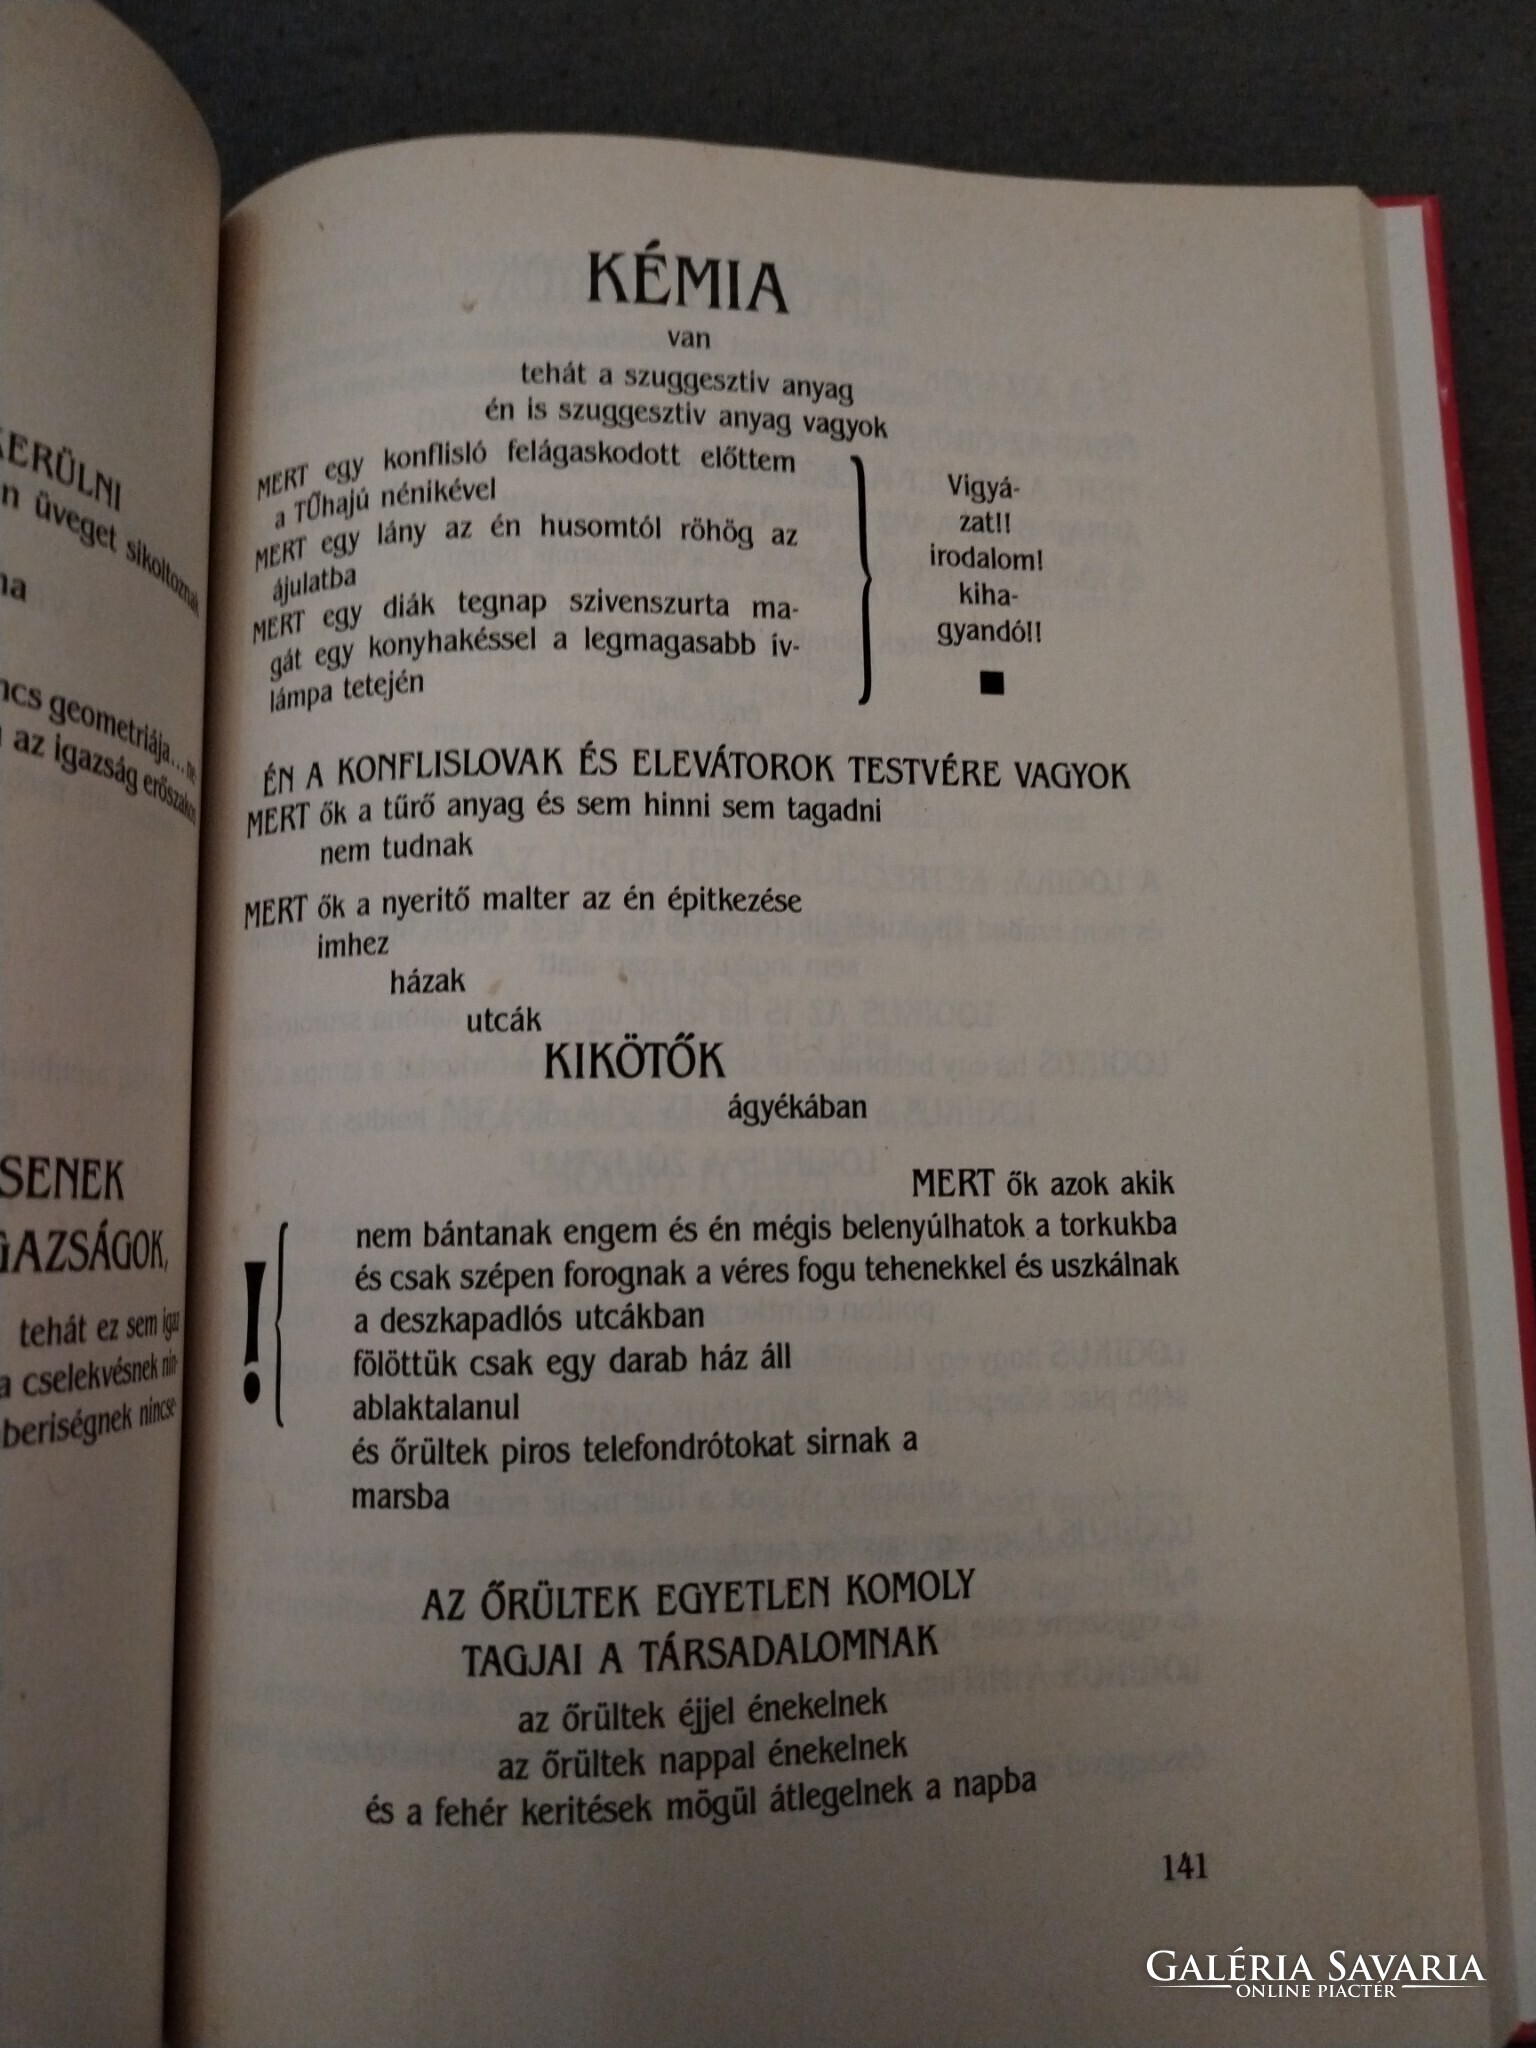 KERÜLNI
n üveget sikoltoznak
na
ncs geometriája... ne
az igazság erőszakos
SENEK
GAZSÁGOK,
tehát ez sem igaz
a cselekvésnek nin-
beriségnek nincse
KÉMIA
van
tehát a szuggesztiv anyag
én is szuggesztiv anyag vagyok
MERT egy konflisló felágaskodott előttem
a TŰhajú nénikével
MERT egy lány az én husomtól röhög az
ájulatba
MERT egy diák tegnap szivenszurta ma-
gát egy konyhakéssel a legmagasabb ív-
lámpa tetején
Vigyá-
zat!!
irodalom!
kiha-
gyandó!!
ÉN A KONFLISLOVAK ÉS ELEVÁTOROK TESTVÉRE VAGYOK
MERT ők a tűrő anyag és sem hinni sem tagadni
nem tudnak
MERT ők a nyeritő malter az én épitkezése
imhez
házak
utcák
KIKÖTŐK
ágyékában
MERT ők azok akik
nem bántanak engem és én mégis belenyúlhatok a torkukba
és csak szépen forognak a véres fogu tehenekkel és uszkálnak
a deszkapadlós utcákban
fölöttük csak egy darab ház áll
ablaktalanul
és őrültek piros telefondrótokat sirnak a
marsba
!
AZ ŐRÜLTEK EGYETLEN KOMOLY
TAGJAI A TÁRSADALOMNAK
az őrültek éjjel énekelnek
az őrültek nappal énekelnek
és a fehér keritések mögül átlegelnek a napba
141
GALÉRIA SAVARIA
ONLINE PIACTÉR